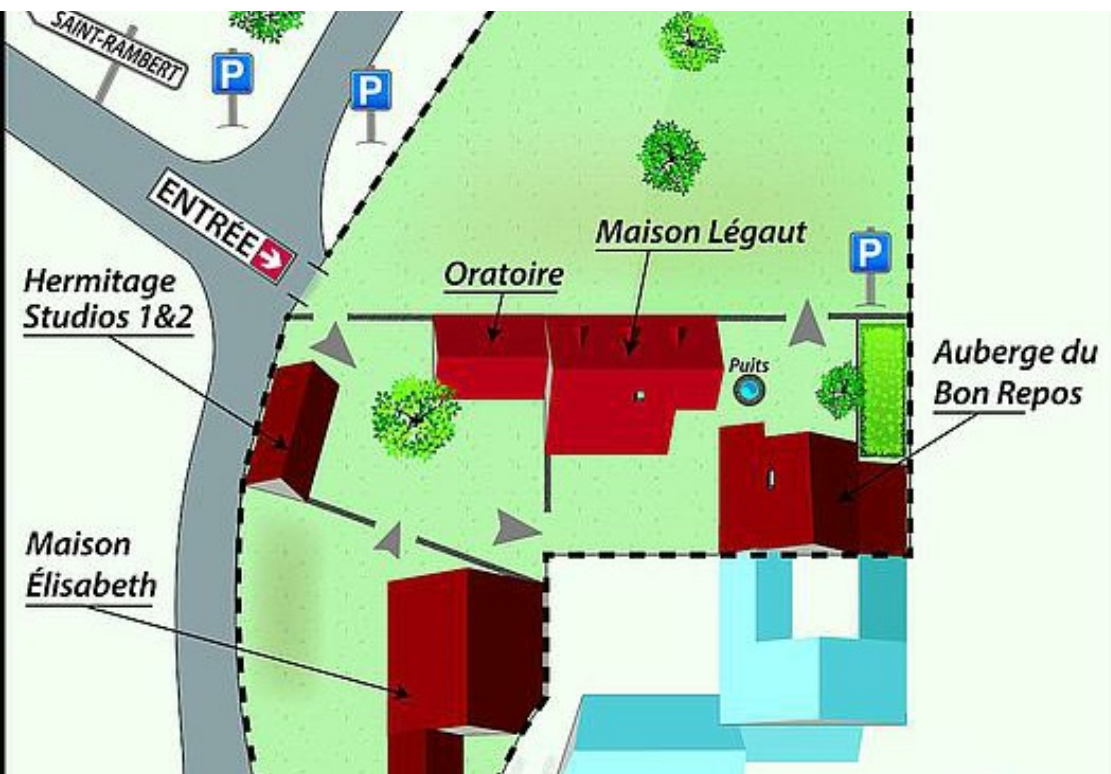 SAINT-RAMBERT
P
P
ENTRÉE
Maison Légaut
Hermitage
Studios 1&2
Oratoire
P
Puits
Auberge du
Bon Repos
Maison
Élisabeth